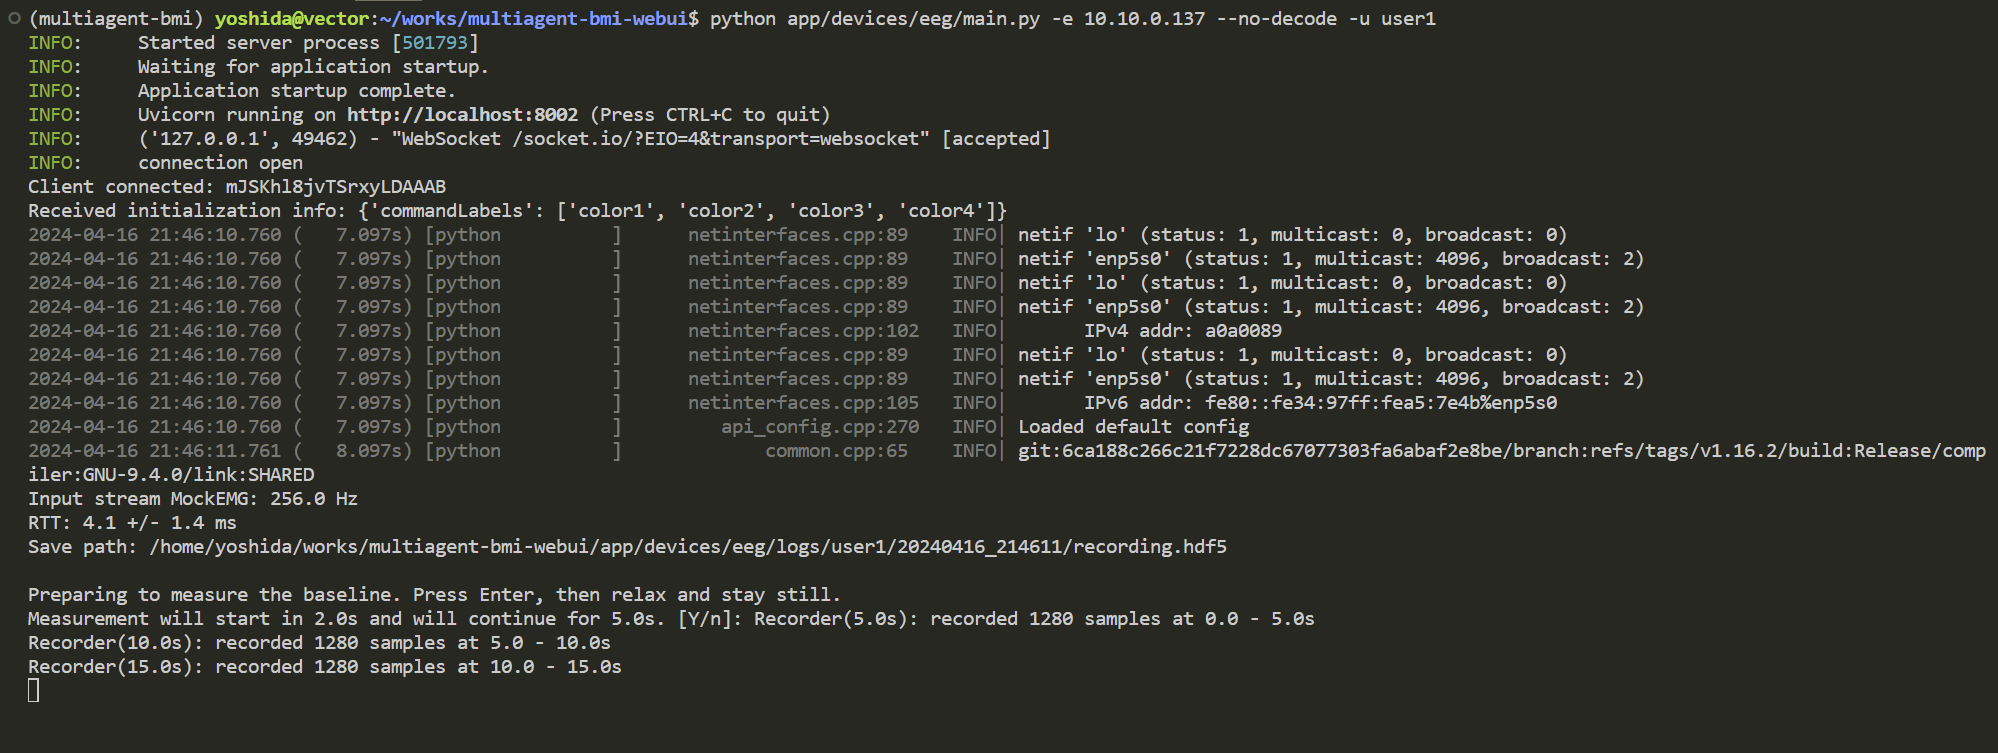 (multiagent-bmi) yoshida@vector:~/works/multiagent-bmi-webui$ python app/devices/eeg/main.py -e 10.10.0.137 --no-decode -u user1
INFO:     Started server process [501793]
INFO:     Waiting for application startup.
INFO:     Application startup complete.
INFO:     Uvicorn running on http://localhost:8002 (Press CTRL+C to quit)
INFO:     ('127.0.0.1', 49462) - "WebSocket /socket.io/?EIO=4&transport=websocket" [accepted]
INFO:     connection open
Client connected: mJSKhl8jvTSrxyLDAAAB
Received initialization info: {'commandLabels': ['color1', 'color2', 'color3', 'color4']}
2024-04-16 21:46:10.760 (   7.097s) [python          ]      netinterfaces.cpp:89    INFO| netif 'lo' (status: 1, multicast: 0, broadcast: 0)
2024-04-16 21:46:10.760 (   7.097s) [python          ]      netinterfaces.cpp:89    INFO| netif 'enp5s0' (status: 1, multicast: 4096, broadcast: 2)
2024-04-16 21:46:10.760 (   7.097s) [python          ]      netinterfaces.cpp:89    INFO| netif 'lo' (status: 1, multicast: 0, broadcast: 0)
2024-04-16 21:46:10.760 (   7.097s) [python          ]      netinterfaces.cpp:89    INFO| netif 'enp5s0' (status: 1, multicast: 4096, broadcast: 2)
2024-04-16 21:46:10.760 (   7.097s) [python          ]      netinterfaces.cpp:102   INFO|       IPv4 addr: a0a0089
2024-04-16 21:46:10.760 (   7.097s) [python          ]      netinterfaces.cpp:89    INFO| netif 'lo' (status: 1, multicast: 0, broadcast: 0)
2024-04-16 21:46:10.760 (   7.097s) [python          ]      netinterfaces.cpp:89    INFO| netif 'enp5s0' (status: 1, multicast: 4096, broadcast: 2)
2024-04-16 21:46:10.760 (   7.097s) [python          ]      netinterfaces.cpp:105   INFO|       IPv6 addr: fe80::fe34:97ff:fea5:7e4b%enp5s0
2024-04-16 21:46:10.760 (   7.097s) [python          ]         api_config.cpp:270   INFO| Loaded default config
2024-04-16 21:46:11.761 (   8.097s) [python          ]             common.cpp:65    INFO| git:6ca188c266c21f7228dc67077303fa6abaf2e8be/branch:refs/tags/v1.16.2/build:Release/comp
iler:GNU-9.4.0/link:SHARED
Input stream MockEMG: 256.0 Hz
RTT: 4.1 +/- 1.4 ms
Save path: /home/yoshida/works/multiagent-bmi-webui/app/devices/eeg/logs/user1/20240416_214611/recording.hdf5
Preparing to measure the baseline. Press Enter, then relax and stay still.
Measurement will start in 2.0s and will continue for 5.0s. [Y/n]: Recorder(5.0s): recorded 1280 samples at 0.0 - 5.0s
Recorder(10.0s): recorded 1280 samples at 5.0 - 10.0s
Recorder(15.0s): recorded 1280 samples at 10.0 - 15.0s